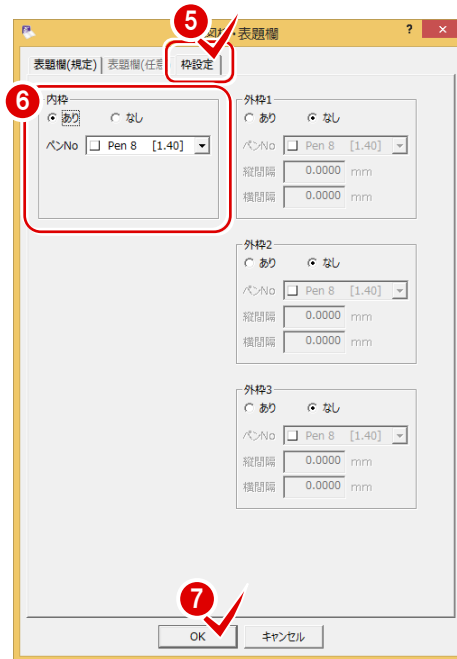 5
・表題欄
?
×
表題欄(規定) 表題欄(任意 枠設定
6
内枠
あり なし
ペンNo Pen 8 [1.40]
外枠1
あり なし
ペンNo Pen 8 [1.40]
縦間隔 0.0000 mm
横間隔 0.0000 mm
外枠2
あり なし
ペンNo Pen 8 [1.40]
縦間隔 0.0000 mm
横間隔 0.0000 mm
外枠3
あり なし
ペンNo Pen 8 [1.40]
縦間隔 0.0000 mm
横間隔 0.0000 mm
7
OK キャンセル